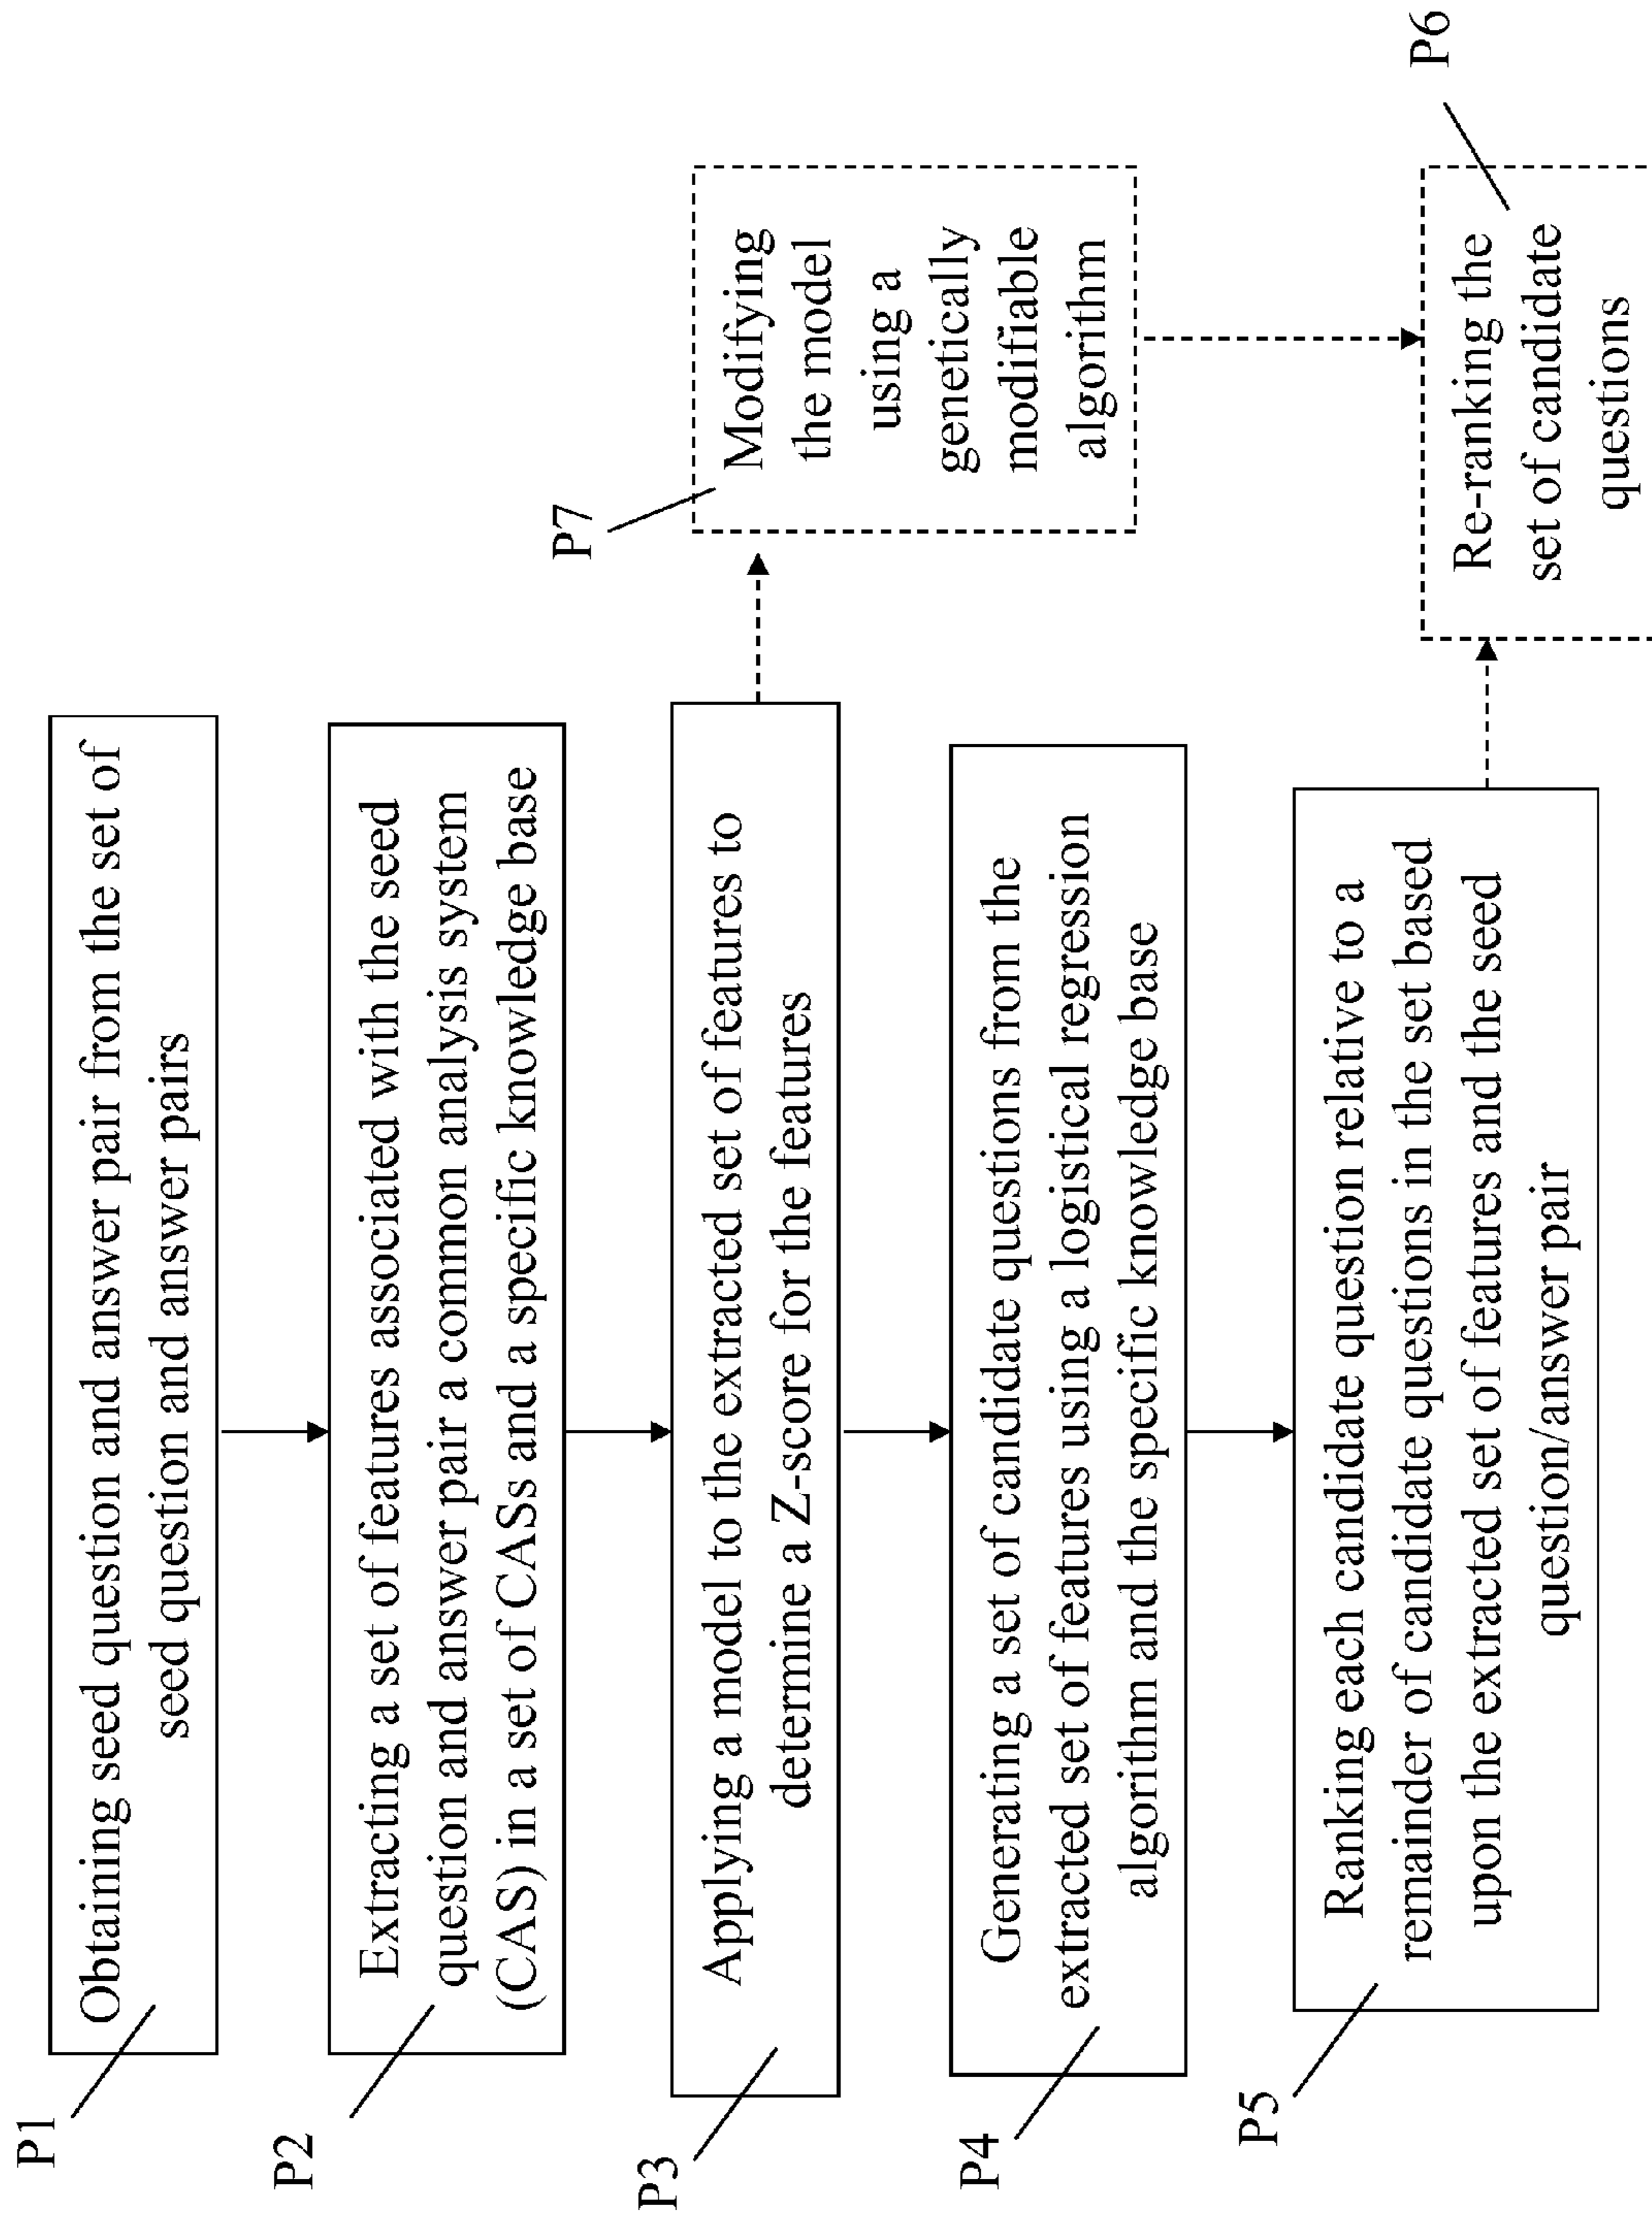 P1
Obtaining seed question and answer pair from the set of
seed question and answer pairs
P2
Extracting a set of features associated with the seed
question and answer pair a common analysis system
(CAS) in a set of CASs and a specific knowledge base
P3
Applying a model to the extracted set of features to
determine a Z-score for the features
P7
Modifying
the model
using a
genetically
modifiable
algorithm
P4
Generating a set of candidate questions from the
extracted set of features using a logistical regression
algorithm and the specific knowledge base
P5
Ranking each candidate question relative to a
remainder of candidate questions in the set based
upon the extracted set of features and the seed
question/answer pair
P6
Re-ranking the
set of candidate
questions